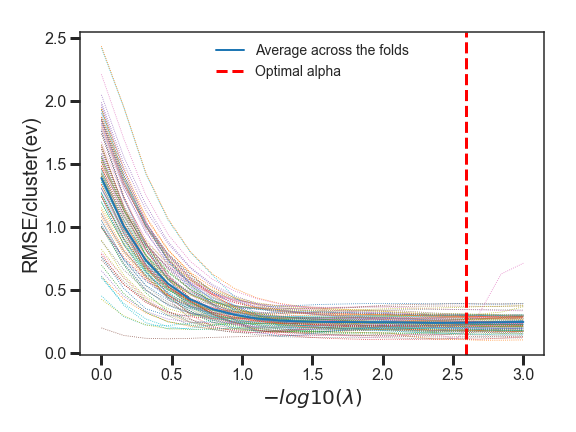 2.5
2.0
1.5
1.0
0.5
0.0
RMSE/cluster(ev)
Average across the folds
Optimal alpha
0.0 0.5 1.0 1.5 2.0 2.5 3.0
−log10(λ)